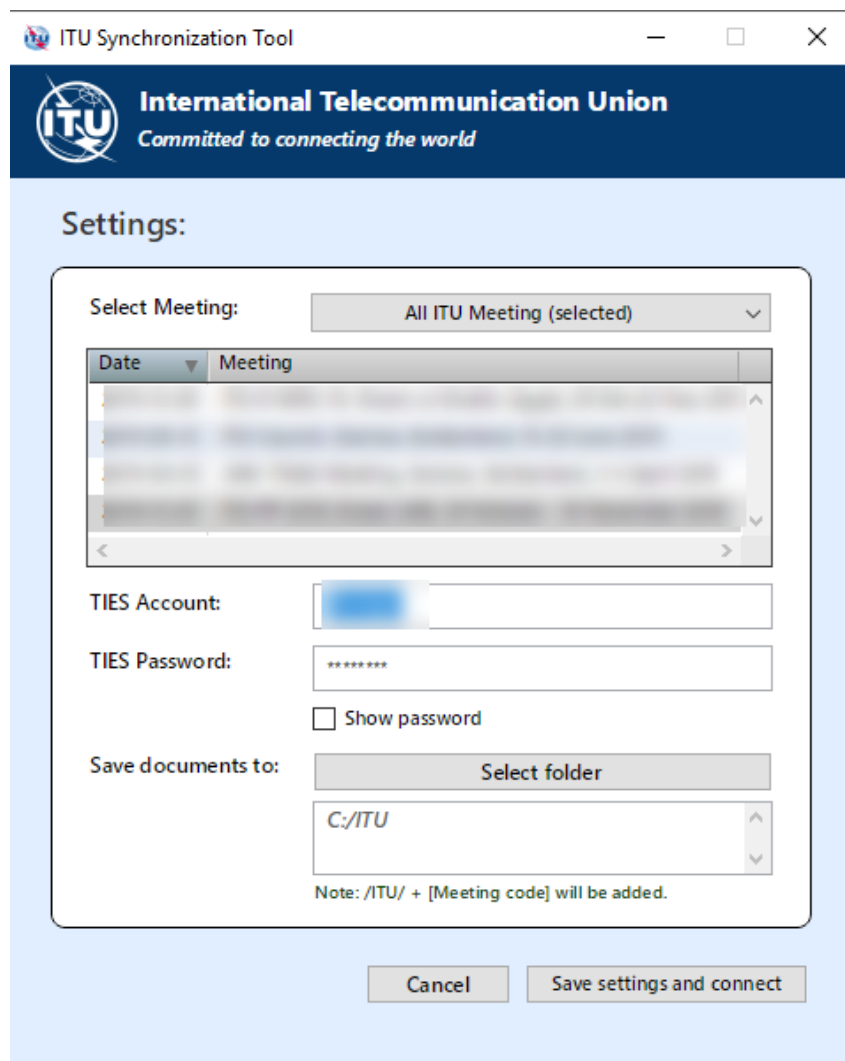 ITU Synchronization Tool
ITU
International Telecommunication Union
Committed to connecting the world
Settings:
Select Meeting:
All ITU Meeting (selected)
Date
Meeting
TIES Account:
TIES Password:
********
Show password
Save documents to:
Select folder
C:/ITU
Note: /ITU/ + [Meeting code] will be added.
Cancel
Save settings and connect